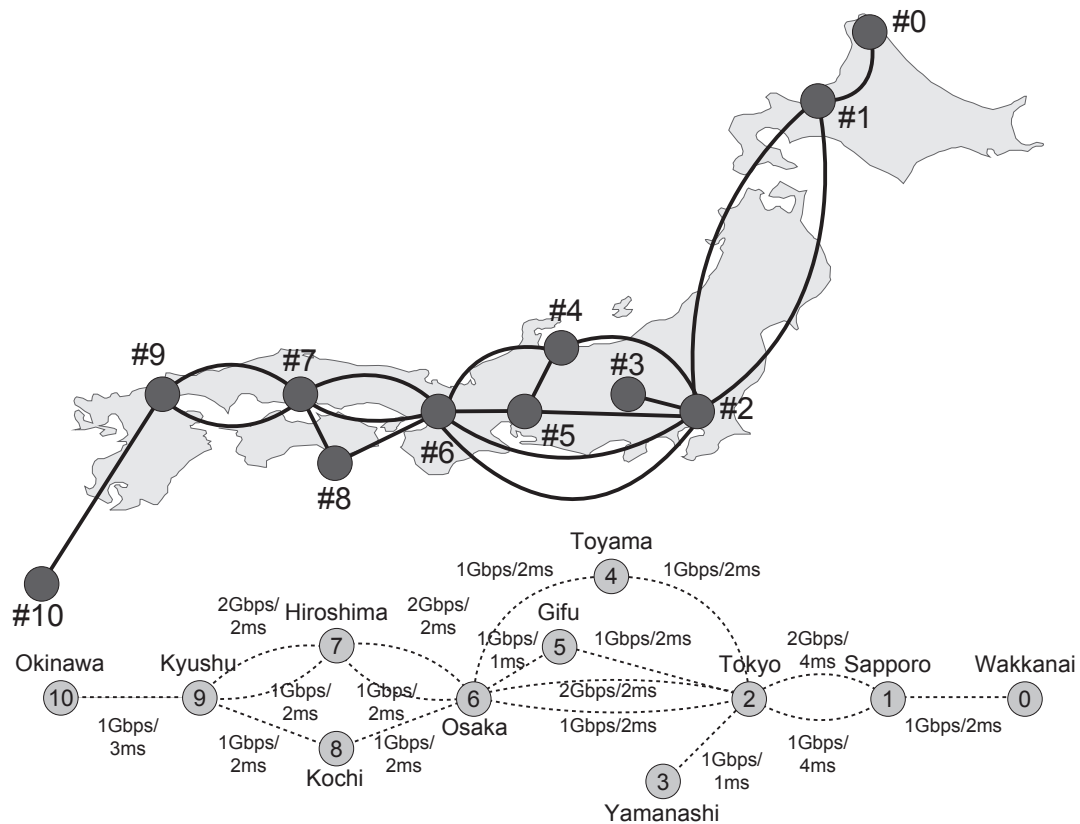 #0
#1
#4
#3
#9
#7
#2
#6
#5
#8
#10
Toyama
1Gbps/2ms
4
1Gbps/2ms
2Gbps/
2ms
Hiroshima
2Gbps/
2ms
Gifu
7
1Gbps/
1ms
5
1Gbps/2ms
2Gbps/
4ms
Okinawa
Kyushu
Tokyo
Sapporo
Wakkanai
10
9
1Gbps/
2ms
1Gbps/
2ms
6
Osaka
2Gbps/2ms
1Gbps/2ms
2
1
0
1Gbps/2ms
1Gbps/
3ms
1Gbps/
2ms
8
Kochi
1Gbps/
2ms
3
Yamanashi
1Gbps/
1ms
1Gbps/
4ms